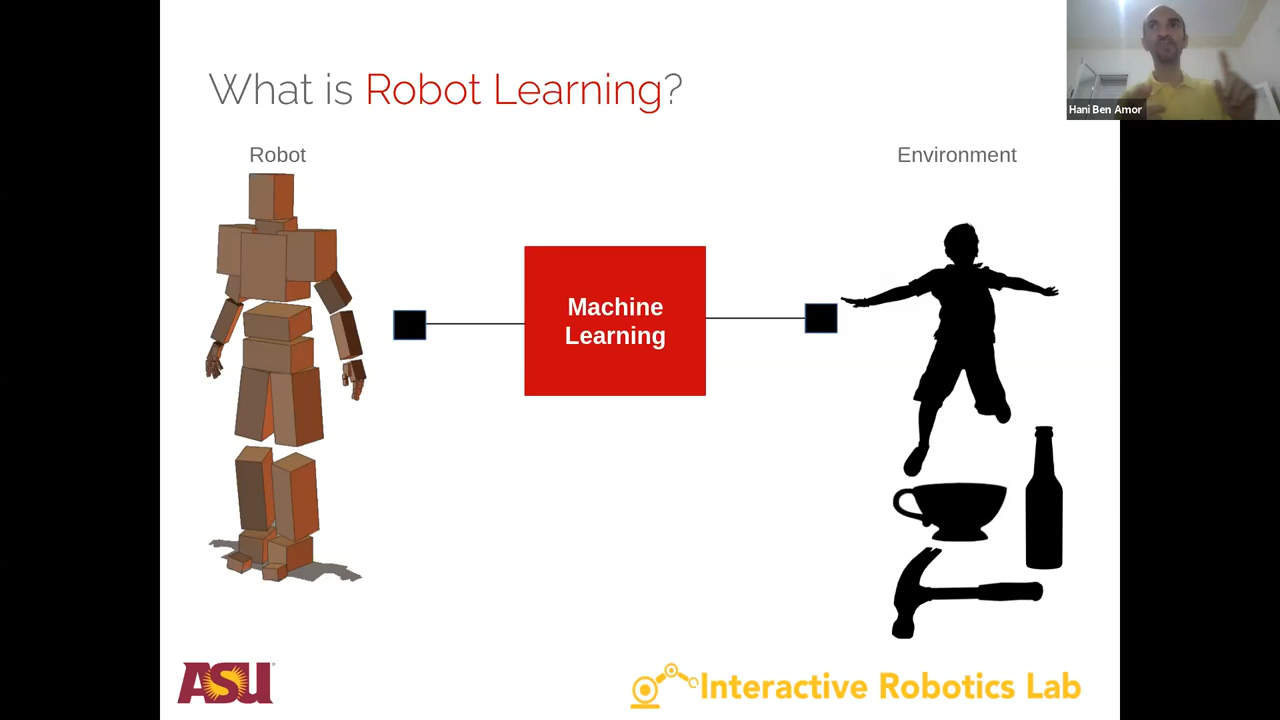 What is Robot Learning?
Hani Ben Amor
Robot
Environment
Machine
Learning
ASU
Interactive Robotics Lab